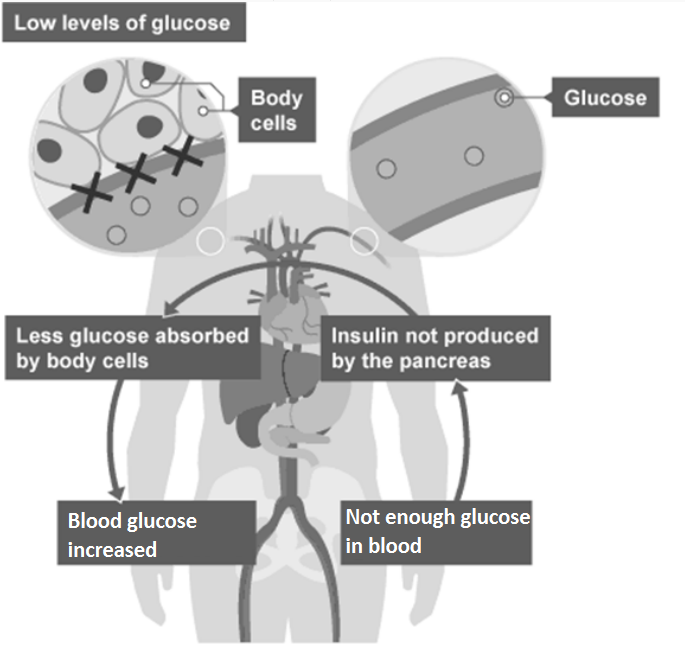 Low levels of glucose
Body
cells
Glucose
Less glucose absorbed
by body cells
Insulin not produced
by the pancreas
Blood glucose
increased
Not enough glucose
in blood